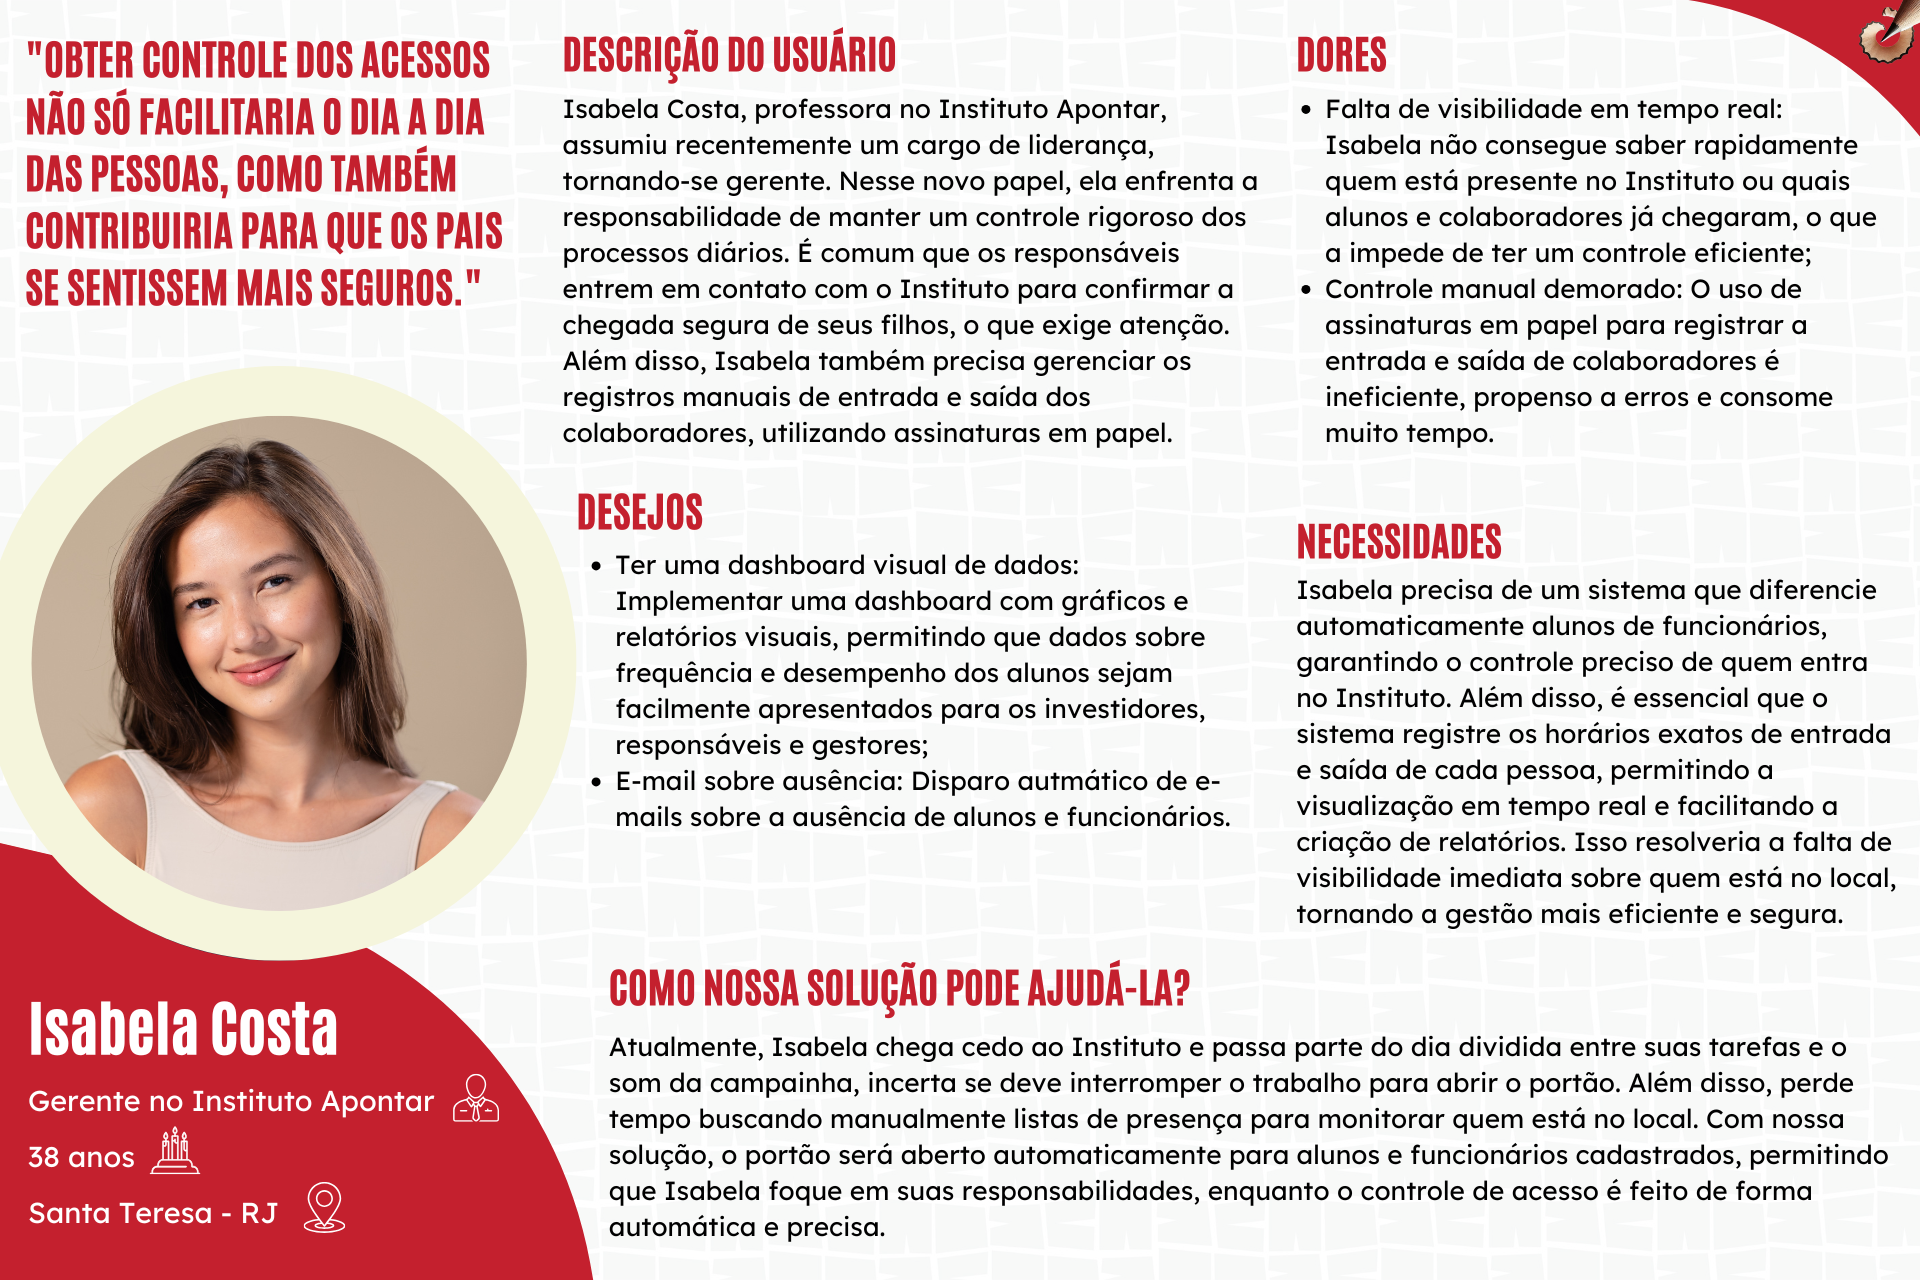 "OBTER CONTROLE DOS ACESSOS
NÃO SÓ FACILITARIA O DIA A DIA
DAS PESSOAS, COMO TAMBÉM
CONTRIBUIRIA PARA QUE OS PAIS
SE SENTISSEM MAIS SEGUROS."
Isabela Costa
Gerente no Instituto Apontar
38 anos
Santa Teresa - RJ
DESCRIÇÃO DO USUÁRIO
Isabela Costa, professora no Instituto Apontar,
assumiu recentemente um cargo de liderança,
tornando-se gerente. Nesse novo papel, ela enfrenta a
responsabilidade de manter um controle rigoroso dos
processos diários. É comum que os responsáveis
entrem em contato com o Instituto para confirmar a
chegada segura de seus filhos, o que exige atenção.
Além disso, Isabela também precisa gerenciar os
registros manuais de entrada e saída dos
colaboradores, utilizando assinaturas em papel.
DESEJOS
• Ter uma dashboard visual de dados:
Implementar uma dashboard com gráficos e
relatórios visuais, permitindo que dados sobre
frequência e desempenho dos alunos sejam
facilmente apresentados para os investidores,
responsáveis e gestores;
• E-mail sobre ausência: Disparo autmático de e-
mails sobre a ausência de alunos e funcionários.
DORES
• Falta de visibilidade em tempo real:
Isabela não consegue saber rapidamente
quem está presente no Instituto ou quais
alunos e colaboradores já chegaram, o que
a impede de ter um controle eficiente;
• Controle manual demorado: O uso de
assinaturas em papel para registrar a
entrada e saída de colaboradores é
ineficiente, propenso a erros e consome
muito tempo.
NECESSIDADES
Isabela precisa de um sistema que diferencie
automaticamente alunos de funcionários,
garantindo o controle preciso de quem entra
no Instituto. Além disso, é essencial que o
sistema registre os horários exatos de entrada
e saída de cada pessoa, permitindo a
visualização em tempo real e facilitando a
criação de relatórios. Isso resolveria a falta de
visibilidade imediata sobre quem está no local,
tornando a gestão mais eficiente e segura.
COMO NOSSA SOLUÇÃO PODE AJUDÁ-LA?
Atualmente, Isabela chega cedo ao Instituto e passa parte do dia dividida entre suas tarefas e o
som da campainha, incerta se deve interromper o trabalho para abrir o portão. Além disso, perde
tempo buscando manualmente listas de presença para monitorar quem está no local. Com nossa
solução, o portão será aberto automaticamente para alunos e funcionários cadastrados, permitindo
que Isabela foque em suas responsabilidades, enquanto o controle de acesso é feito de forma
automática e precisa.